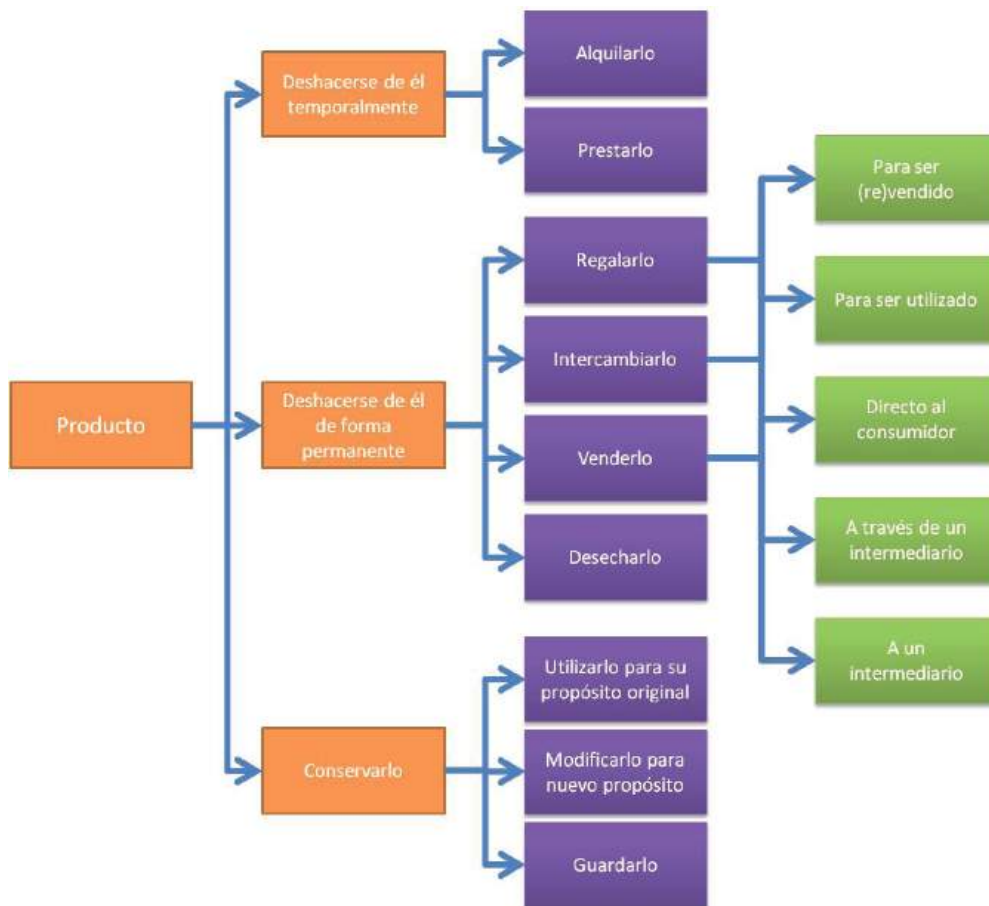 Producto
Deshacerse de él
temporalmente
Deshacerse de él
de forma
permanente
Conservarlo
Alquilarlo
Prestarlo
Regalarlo
Intercambiarlo
Venderlo
Desecharlo
Utilizarlo para su
propósito original
Modificarlo para
nuevo propósito
Guardarlo
Para ser
(re)vendido
Para ser utilizado
Directo al
consumidor
A través de un
intermediario
A un
intermediario